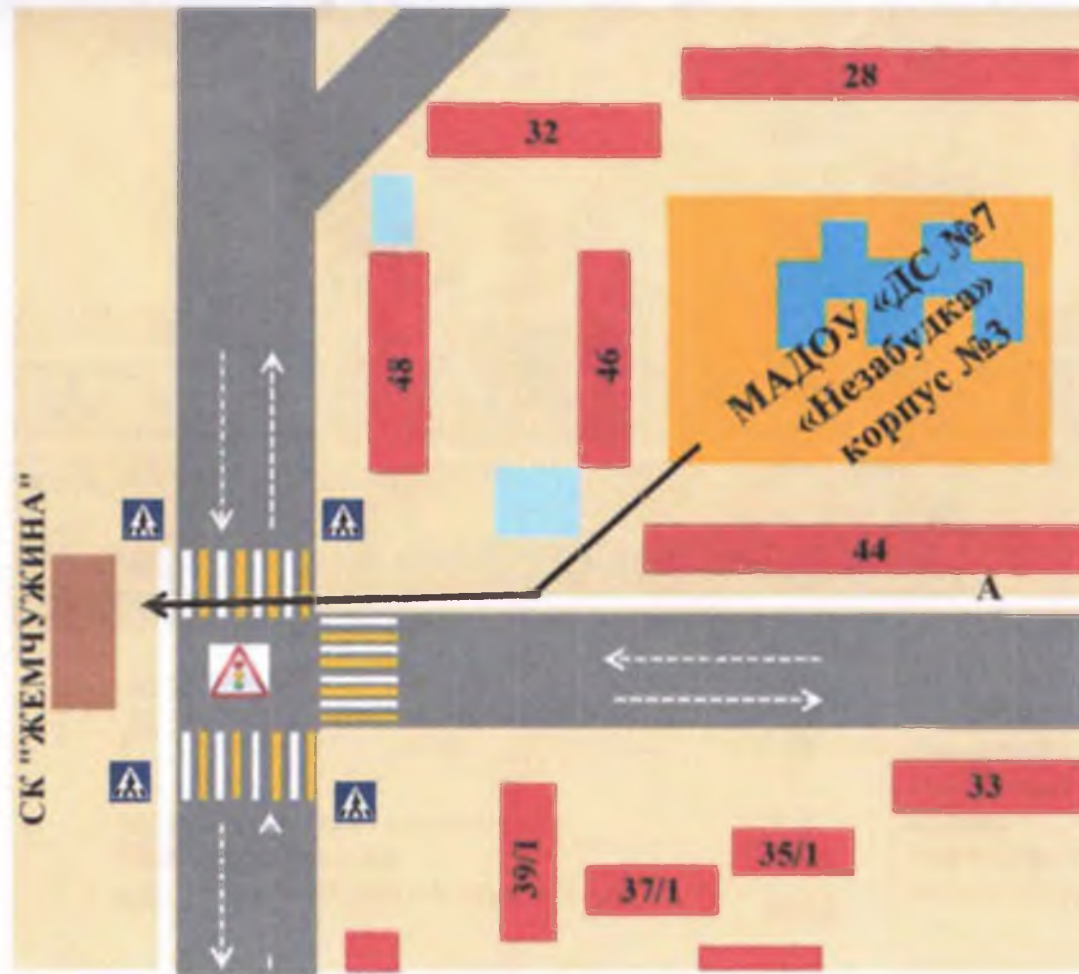 28
32
МАДОУ «ДС №7
«Незабудка»
корпус №3
48
46
СК "ЖЕМЧУЖИНА"
44
А
33
35/1
39/1
37/1